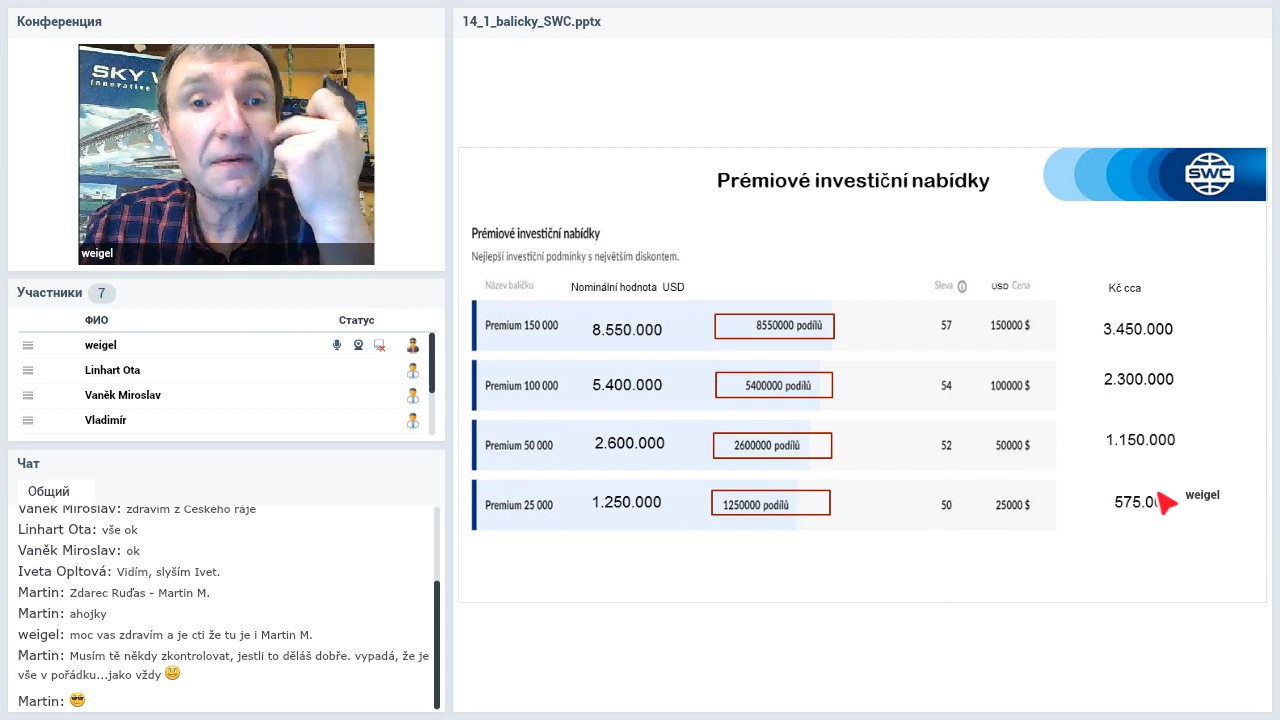 Конференция
SKY
innovative
weigel
Участники 7
ФИО Статус
weigel
Linhart Ota
Vaněk Miroslav
Vladimír
Чат
Общий
Vaněk Miroslav: zdravím z Českého ráje
Linhart Ota: vše ok
Vaněk Miroslav: ok
Iveta Opltová: Vidím, slyším Ivet.
Martin: Zdarec Ruďas - Martin M.
Martin: ahojky
weigel: moc vas zdravím a je cti že tu je i Martin M.
Martin: Musím tě někdy zkontrolovat, jestli to děláš dobře. vypadá, že je
vše v pořádku...jako vždy
Martin:
14_1_balicky_SWC.pptx
Prémiové investiční nabídky
SWC
Prémiové investiční nabídky
Nejlepší investiční podmínky s největším diskontem.
Název balíčku Nominální hodnota USD Sleva USD Cena Kč cca
Premium 150 000 8.550.000 8550000 podílů 57 150000 $ 3.450.000
Premium 100 000 5.400.000 5400000 podílů 54 100000 $ 2.300.000
Premium 50 000 2.600.000 2600000 podílů 52 50000 $ 1.150.000
Premium 25 000 1.250.000 1250000 podílů 50 25000 $ 575.0
weigel